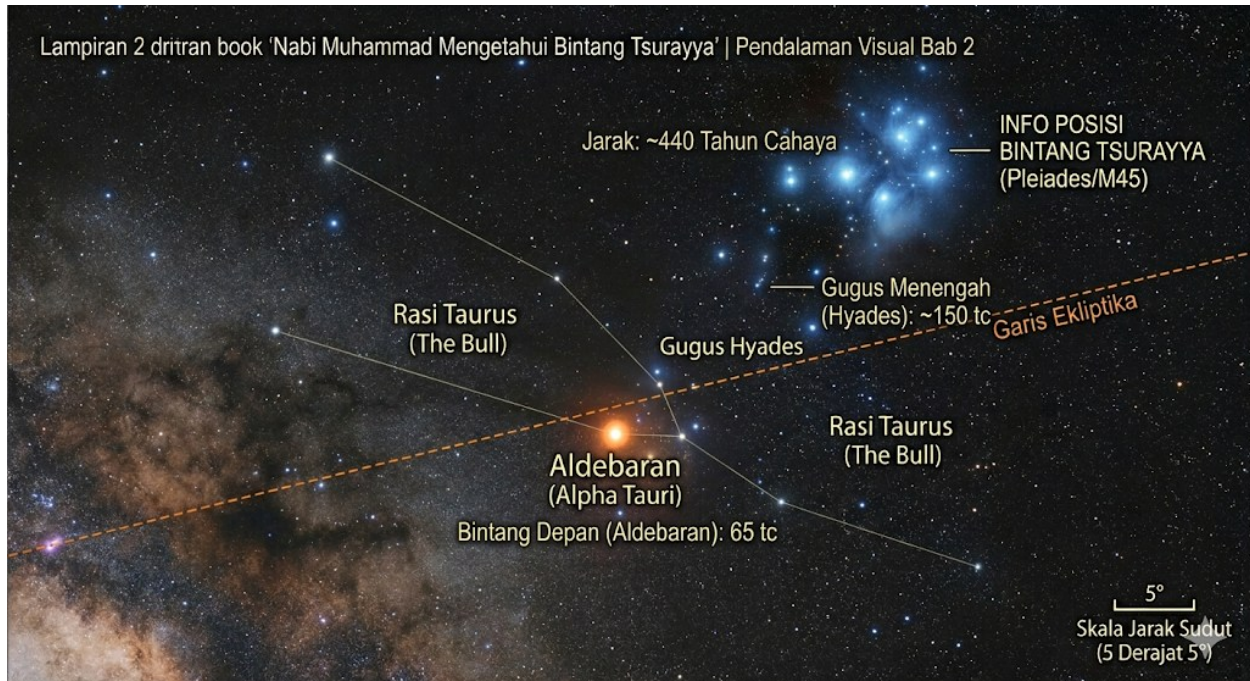 Lampiran 2 dritran book 'Nabi Muhammad Mengetahui Bintang Tsurayya' | Pendalaman Visual Bab 2
Jarak: ~440 Tahun Cahaya
INFO POSISI
BINTANG TSURAYYA
(Pleiades/M45)
Gugus Menengah
(Hyades): ~150 tc
Garis Ekliptika
Rasi Taurus
(The Bull)
Gugus Hyades
Rasi Taurus
(The Bull)
Aldebaran
(Alpha Tauri)
Bintang Depan (Aldebaran): 65 tc
5°
Skala Jarak Sudut
(5 Derajat 5°)